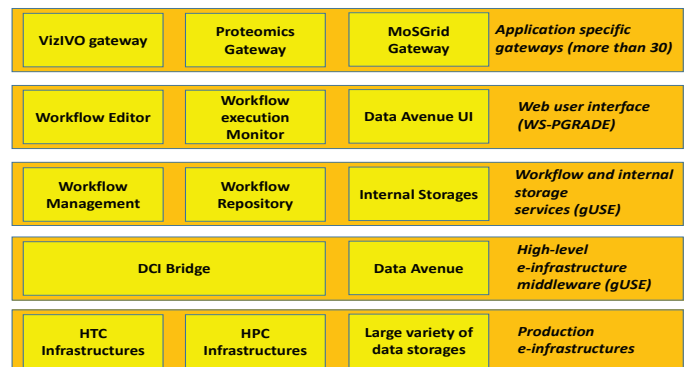 VizIVO gateway
Proteomics
Gateway
MoSGrid
Gateway
Application specific
gateways (more than 30)
Workflow Editor
Workflow
execution
Monitor
Data Avenue UI
Web user interface
(WS-PGRADE)
Workflow
Management
Workflow
Repository
Internal Storages
Workflow and internal
storage
services (gUSE)
DCI Bridge
Data Avenue
High-level
e-infrastructure
middleware (gUSE)
HTC
Infrastructures
HPC
Infrastructures
Large variety of
data storages
Production
e-infrastructures